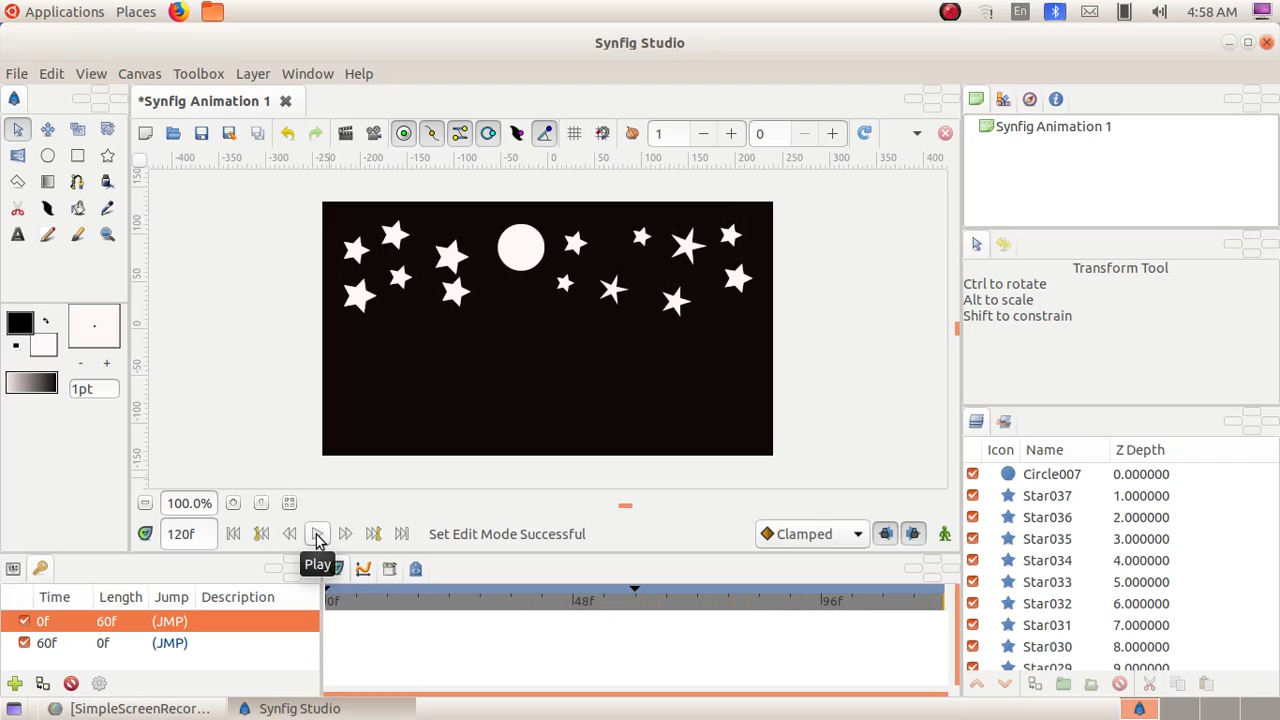 Applications Places En 4:58 AM
Synfig Studio
File Edit View Canvas Toolbox Layer Window Help
*Synfig Animation 1
1 0
-400 -350 -300 -250 -200 -150 -100 -50 0 50 100 150 200 250 300 350 400
Synfig Animation 1
Transform Tool
Ctrl to rotate
Alt to scale
Shift to constrain
1pt
Icon Name Z Depth
Circle007 0.000000
Star037 1.000000
Star036 2.000000
Star035 3.000000
Star034 4.000000
Star033 5.000000
Star032 6.000000
Star031 7.000000
Star030 8.000000
Star029 9.000000
100.0%
120f Set Edit Mode Successful Clamped
Play
Time Length Jump Description
0f 60f (JMP)
60f 0f (JMP)
0f 48f 96f
[SimpleScreenRecor... Synfig Studio